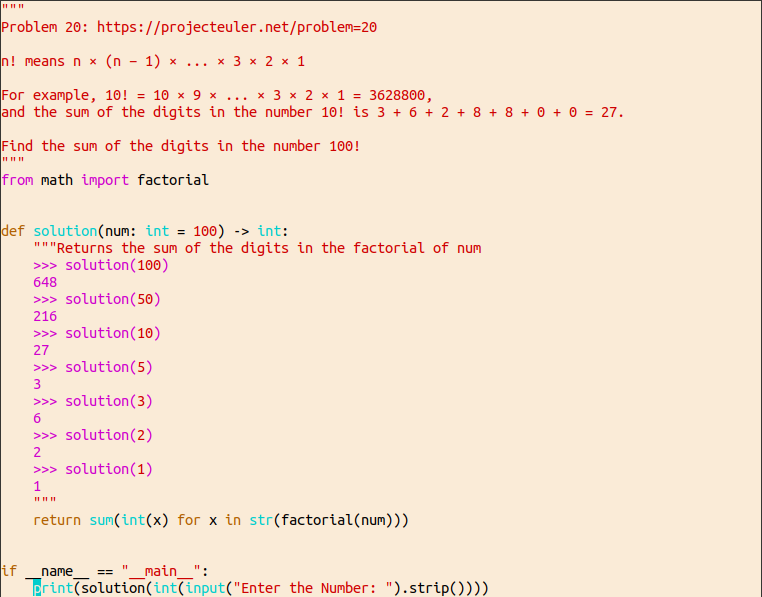 """
Problem 20: https://projecteuler.net/problem=20

n! means n × (n − 1) × ... × 3 × 2 × 1

For example, 10! = 10 × 9 × ... × 3 × 2 × 1 = 3628800,
and the sum of the digits in the number 10! is 3 + 6 + 2 + 8 + 8 + 0 + 0 = 27.

Find the sum of the digits in the number 100!
"""
from math import factorial


def solution(num: int = 100) -> int:
    """Returns the sum of the digits in the factorial of num
    >>> solution(100)
    648
    >>> solution(50)
    216
    >>> solution(10)
    27
    >>> solution(5)
    3
    >>> solution(3)
    6
    >>> solution(2)
    2
    >>> solution(1)
    1
    """
    return sum(int(x) for x in str(factorial(num)))


if __name__ == "__main__":
    print(solution(int(input("Enter the Number: ").strip())))